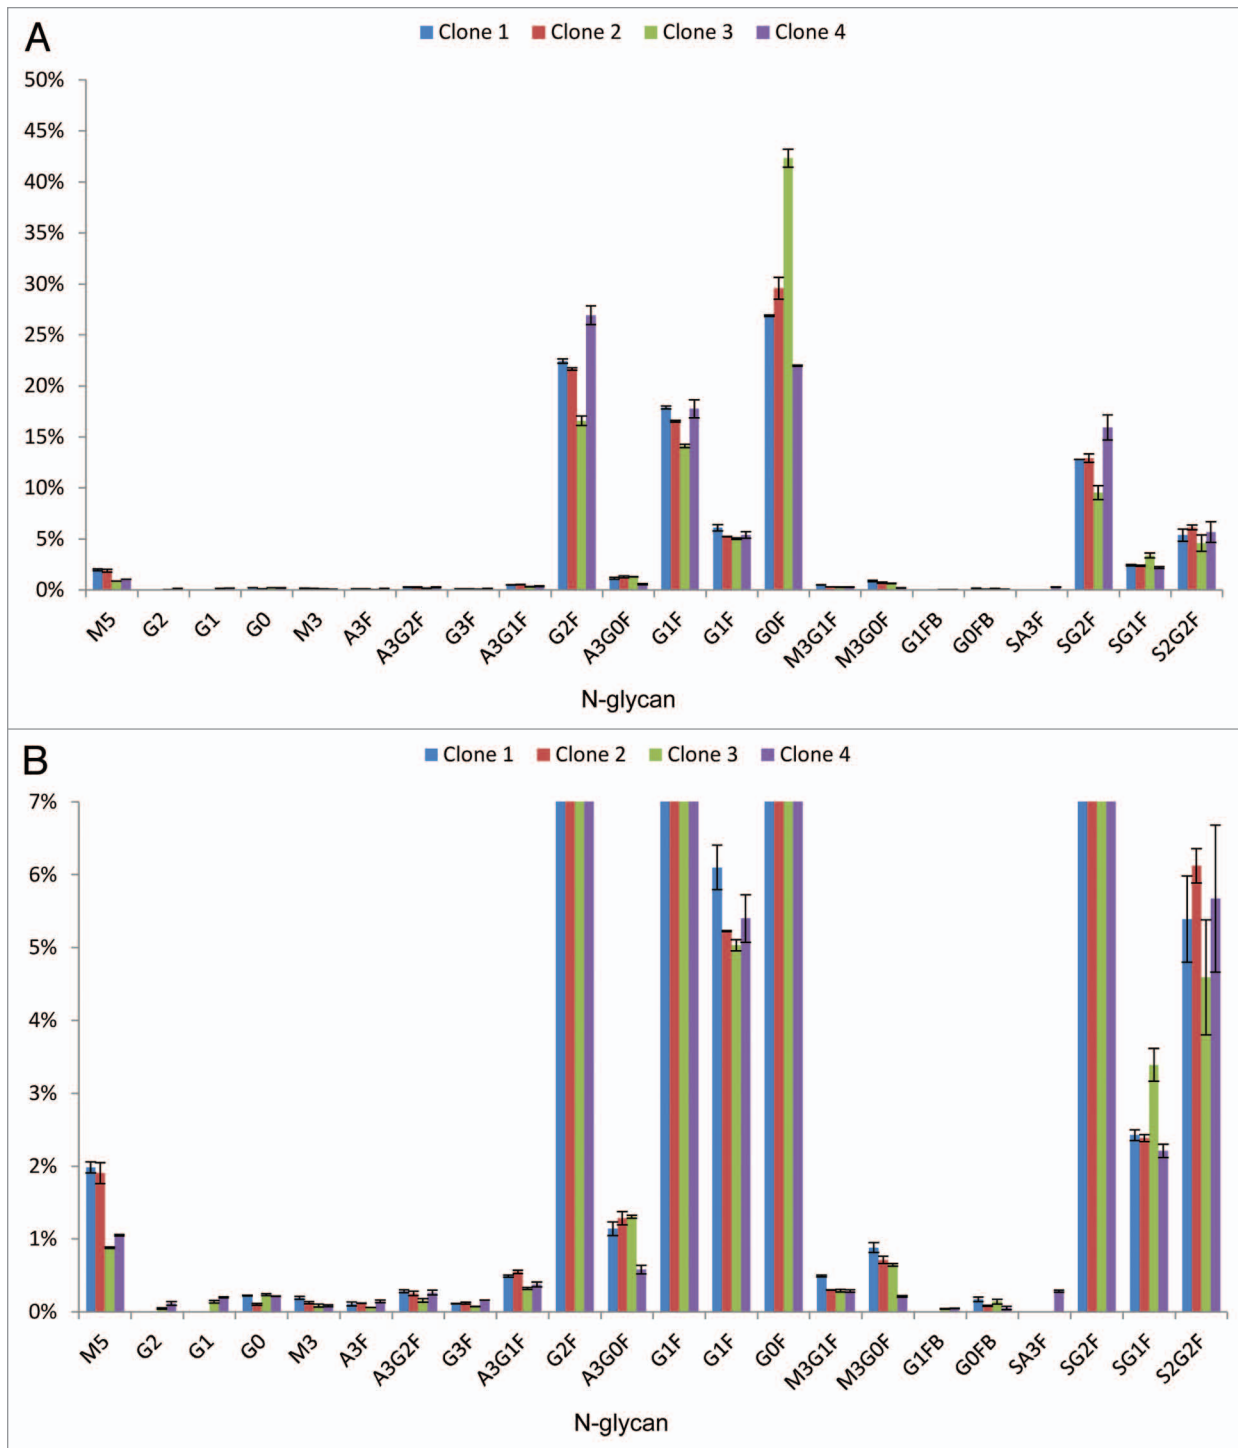 A
Clone 1 Clone 2 Clone 3 Clone 4
50%
45%
40%
35%
30%
25%
20%
15%
10%
5%
0%
M5 G2 G1 G0 M3 A3F A3G2F G3F A3G1F G2F A3G0F G1F G1F G0F M3G1F M3G0F G1FB G0FB SA3F SG2F SG1F S2G2F
N-glycan
B
Clone 1 Clone 2 Clone 3 Clone 4
7%
6%
5%
4%
3%
2%
1%
0%
M5 G2 G1 G0 M3 A3F A3G2F G3F A3G1F G2F A3G0F G1F G1F G0F M3G1F M3G0F G1FB G0FB SA3F SG2F SG1F S2G2F
N-glycan